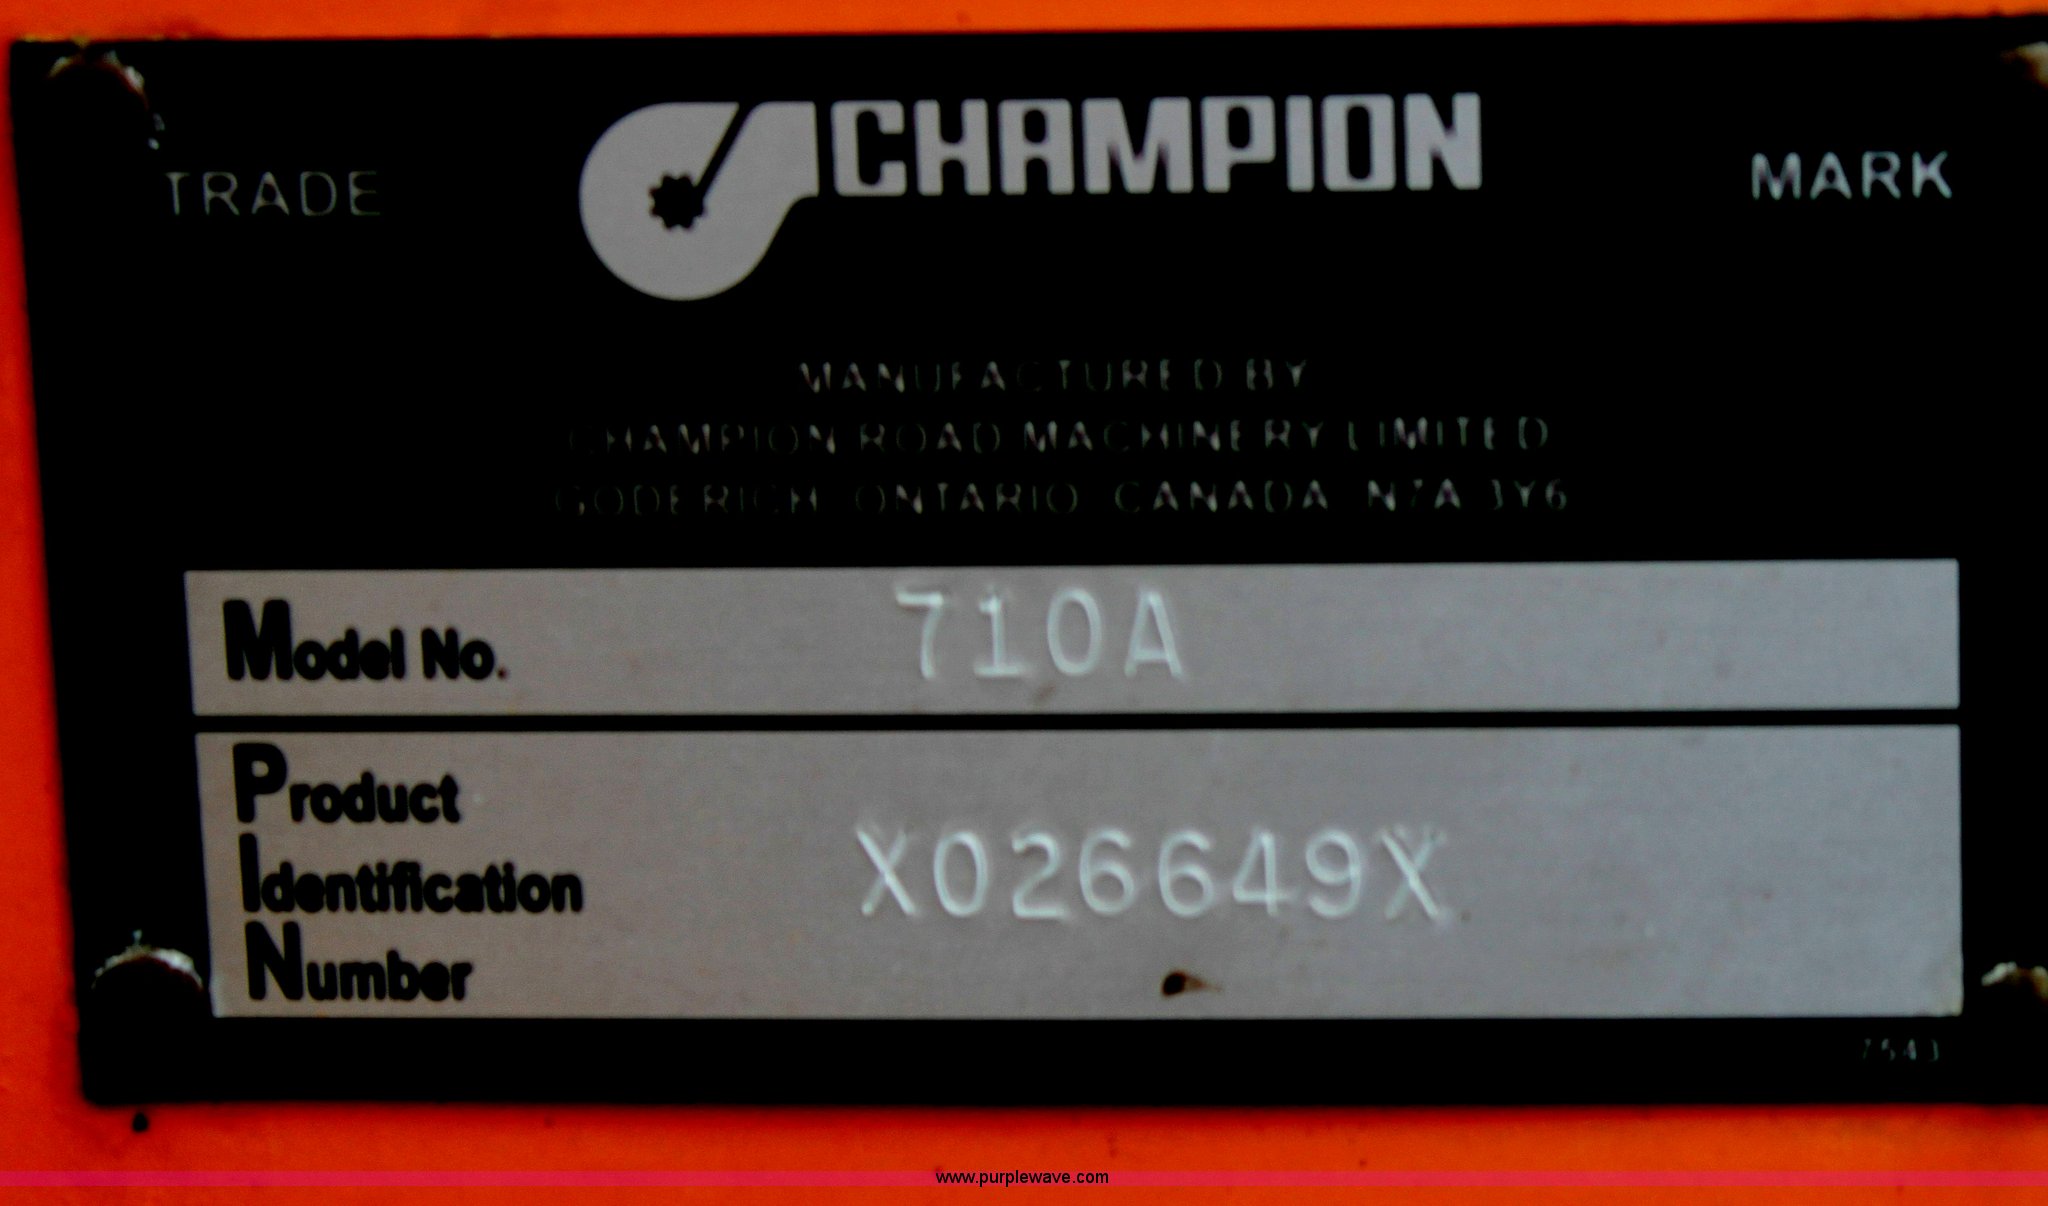 TRADE CHAMPION MARK
MANUFACTURED BY
CHAMPION ROAD MACHINERY LIMITED
GODERICH ONTARIO CANADA N7A 3Y6
Model No. 710A
Product
Identification X026649X
Number
7543
www.purplewave.com